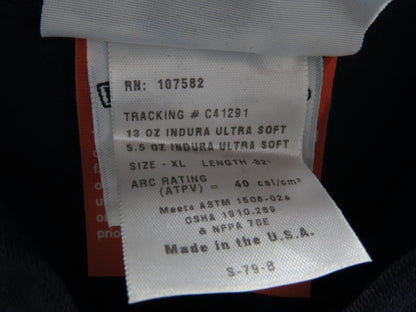 RN: 107582
TRACKING # C41291
13 OZ INDURA ULTRA SOFT
5.5 OZ INDURA ULTRA SOFT
SIZE - XL LENGTH - 32"
ARC RATING
(ATPV) = 40 cal/cm²
Meets ASTM 1506-02a
OSHA 1910.269
& NFPA 70E
Made in the U.S.A.
S-79-B